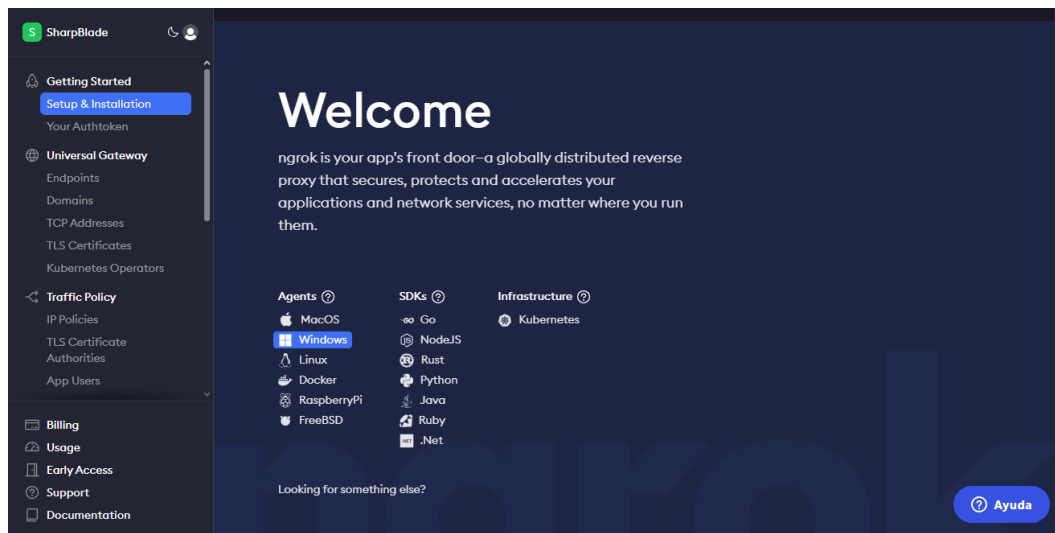 S SharpBlade
Getting Started
Setup & Installation
Your Authtoken
Universal Gateway
Endpoints
Domains
TCP Addresses
TLS Certificates
Kubernetes Operators
Traffic Policy
IP Policies
TLS Certificate
Authorities
App Users
Billing
Usage
Early Access
Support
Documentation
Welcome
ngrok is your app's front door—a globally distributed reverse
proxy that secures, protects and accelerates your
applications and network services, no matter where you run
them.
Agents ?
MacOS
Windows
Linux
Docker
RaspberryPi
FreeBSD
SDKs ?
GO Go
JS NodeJS
R Rust
Python
Java
Ruby
.NET .Net
Infrastructure ?
Kubernetes
Looking for something else?
ngrok
? Ayuda